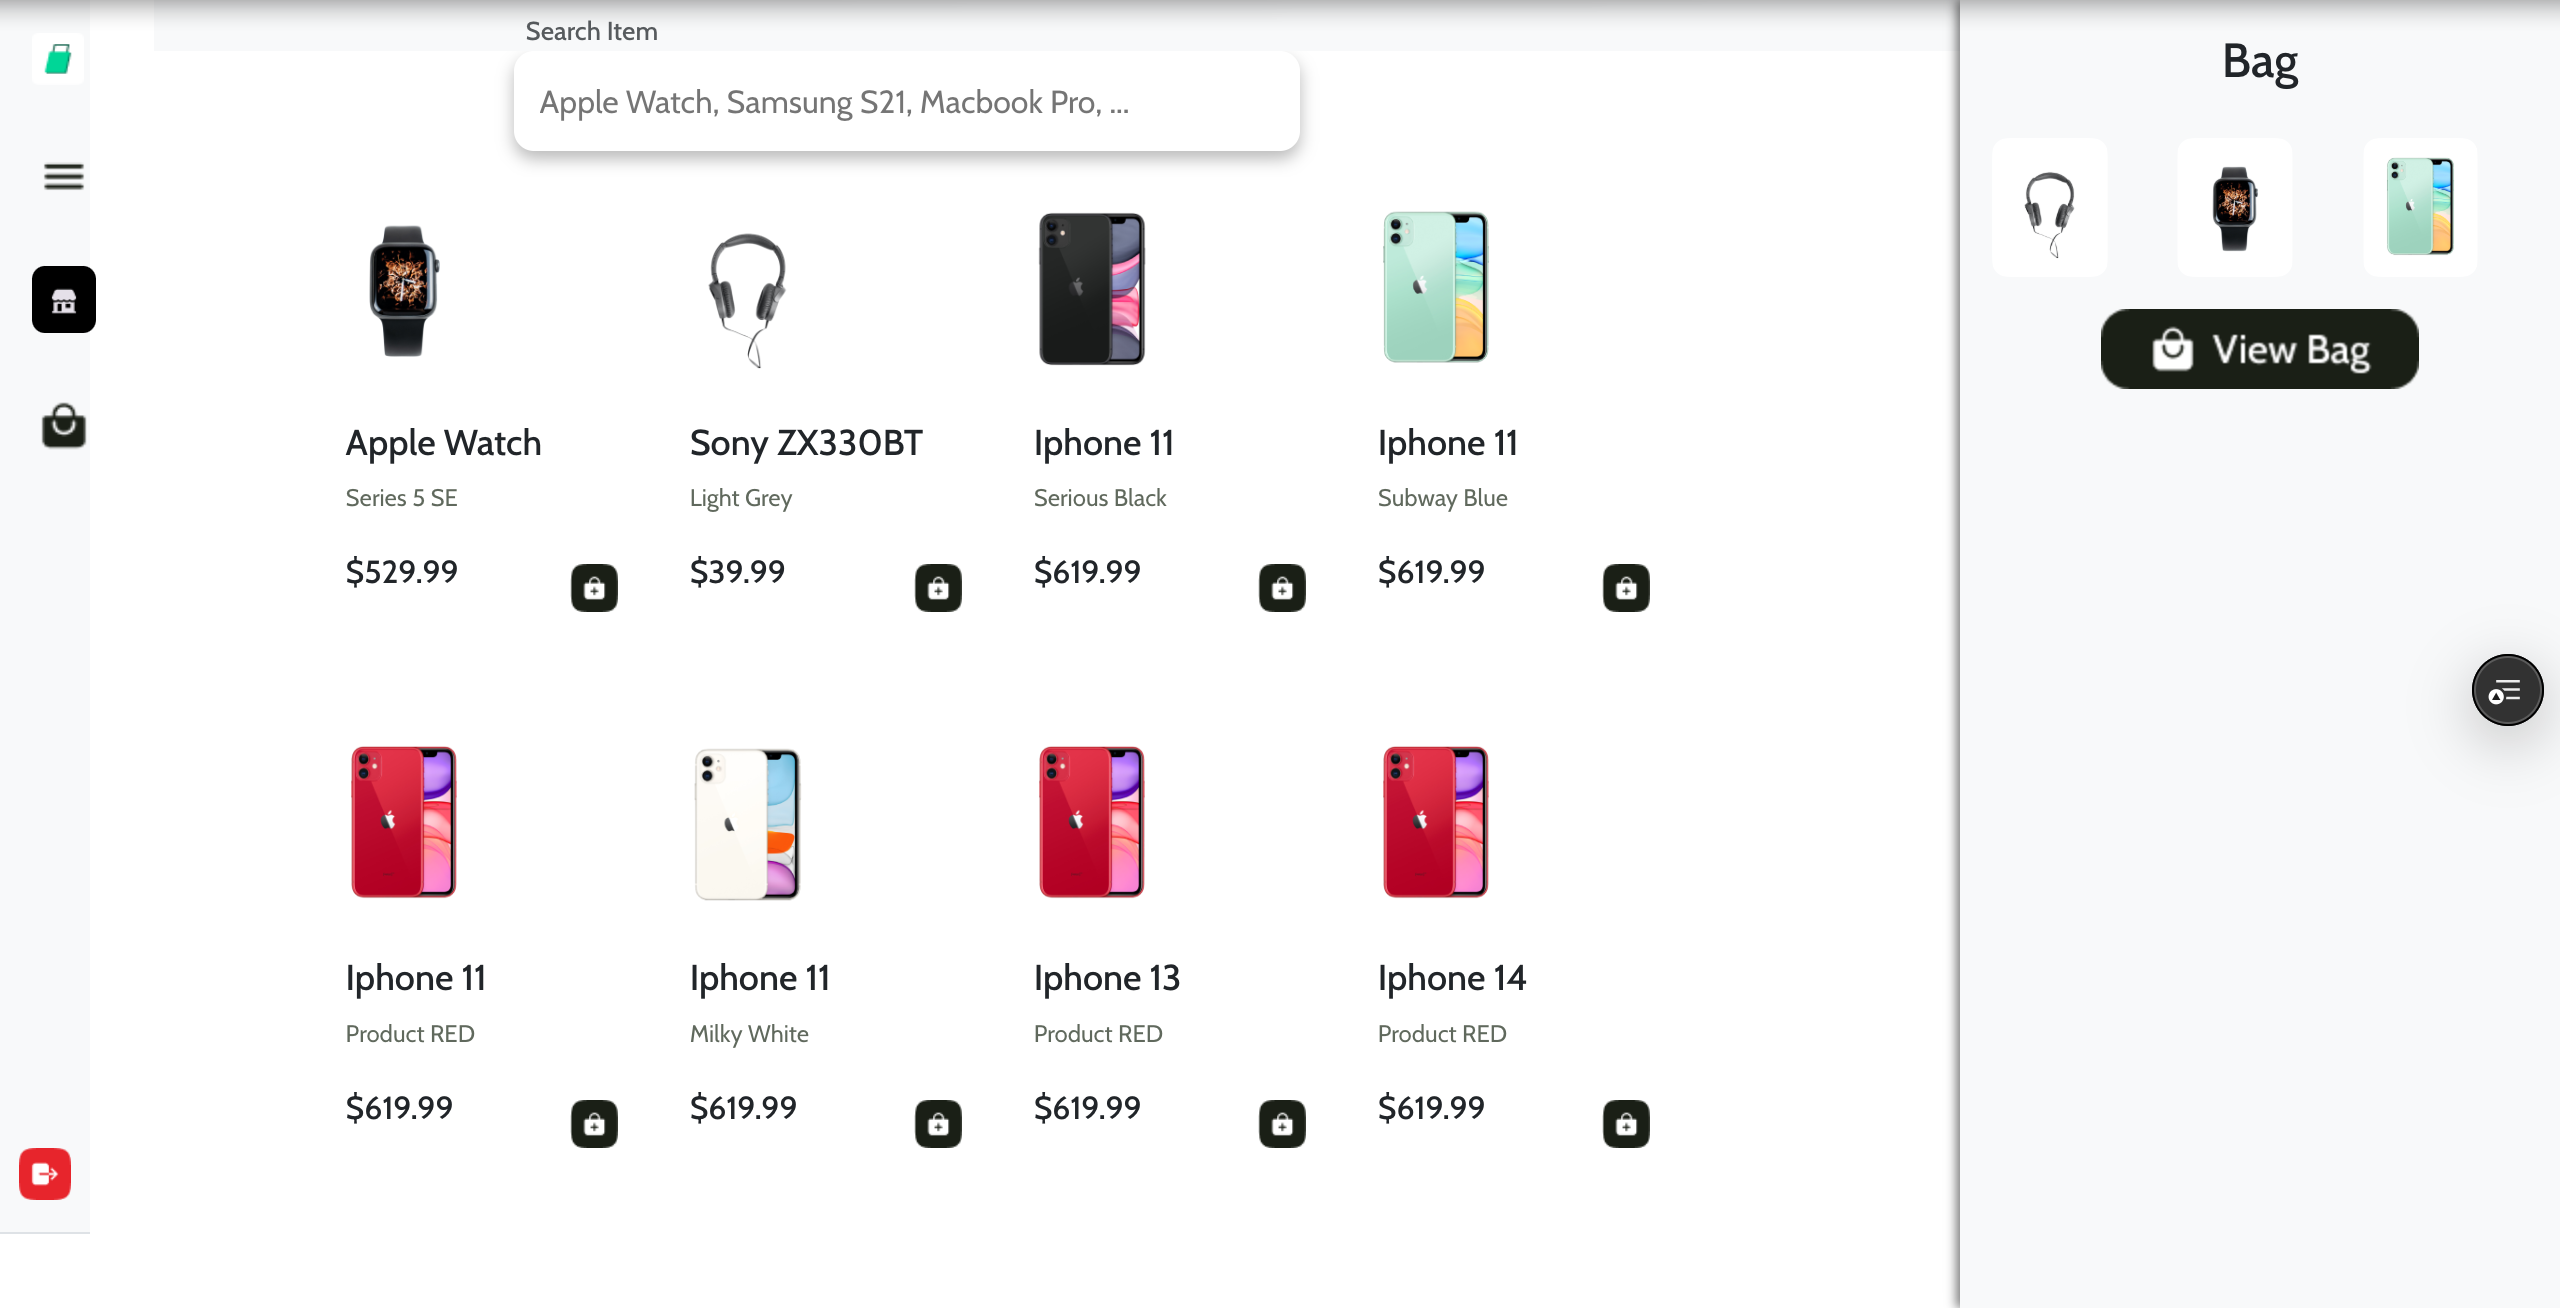 Search Item
Apple Watch, Samsung S21, Macbook Pro, ...
Bag
View Bag
Apple Watch
Series 5 SE
$529.99
Sony ZX330BT
Light Grey
$39.99
Iphone 11
Serious Black
$619.99
Iphone 11
Subway Blue
$619.99
Iphone 11
Product RED
$619.99
Iphone 11
Milky White
$619.99
Iphone 13
Product RED
$619.99
Iphone 14
Product RED
$619.99